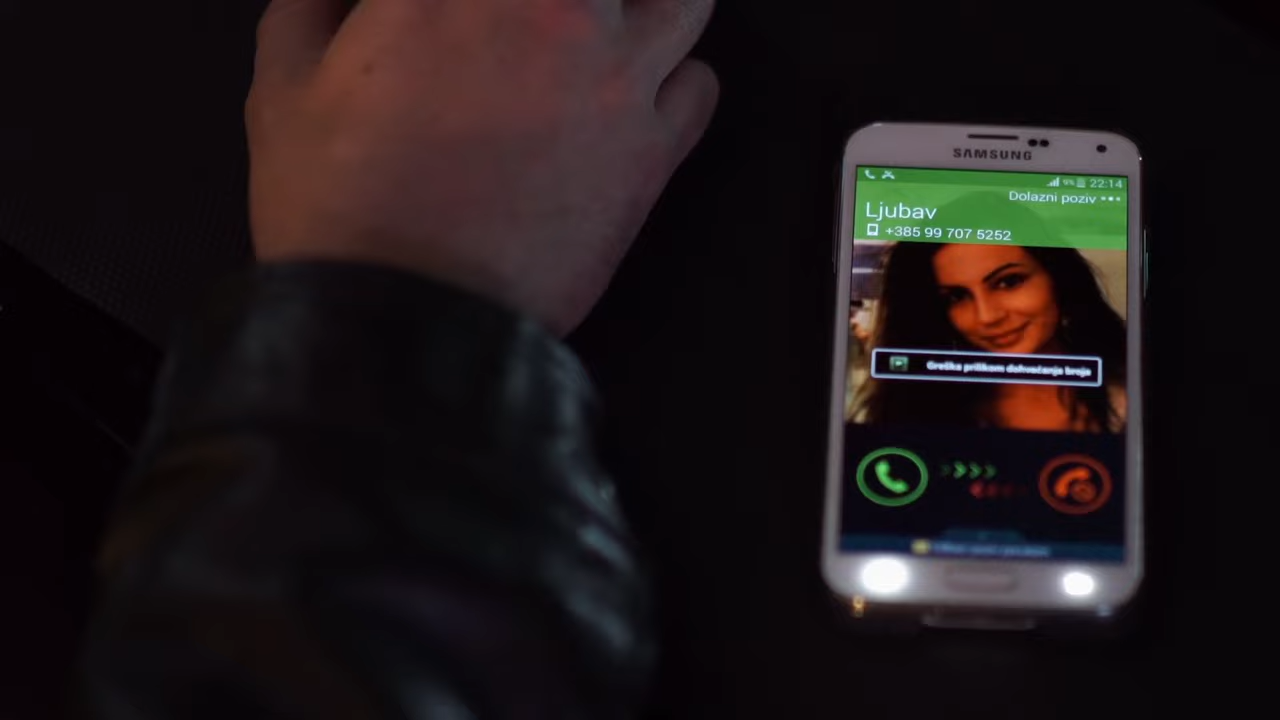 SAMSUNG
22:14
Dolazni poziv
Ljubav
+385 99 707 5252
Greška prilikom dohvaćanja broja